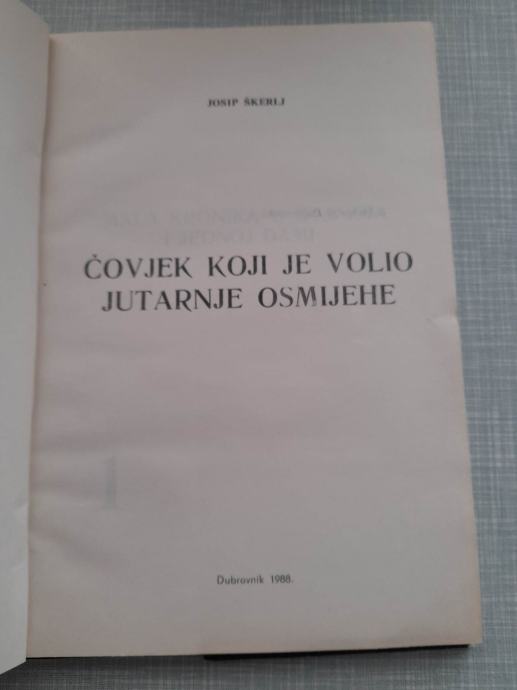 JOSIP ŠKERLJ
ČOVJEK KOJI JE VOLIO
JUTARNJE OSMIJEHE
Dubrovnik 1988.